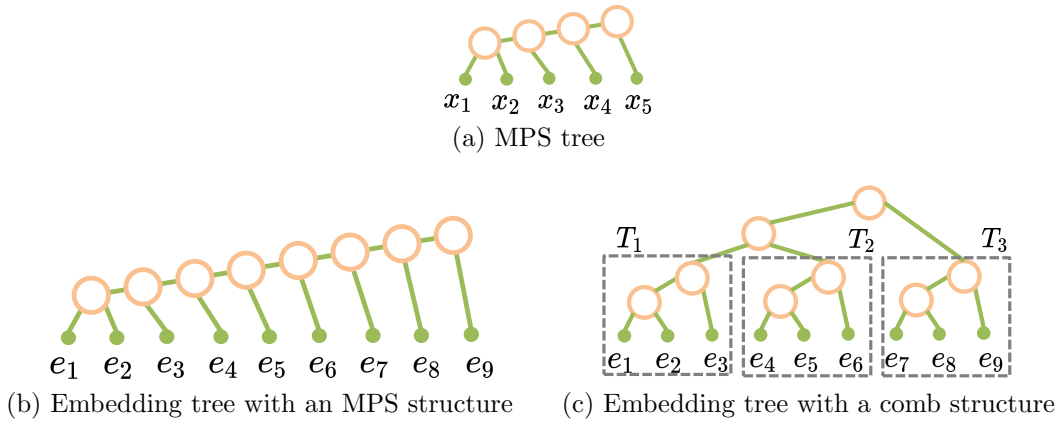 x₁ x₂ x₃ x₄ x₅
(a) MPS tree
T₁ T₂ T₃
e₁ e₂ e₃ e₄ e₅ e₆ e₇ e₈ e₉
e₁ e₂ e₃ e₄ e₅ e₆ e₇ e₈ e₉
(b) Embedding tree with an MPS structure
(c) Embedding tree with a comb structure